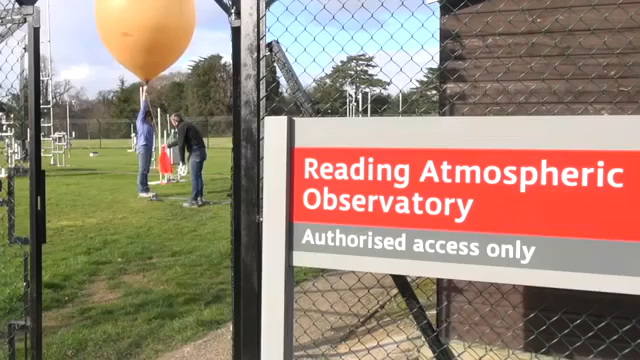 Reading Atmospheric
Observatory
Authorised access only